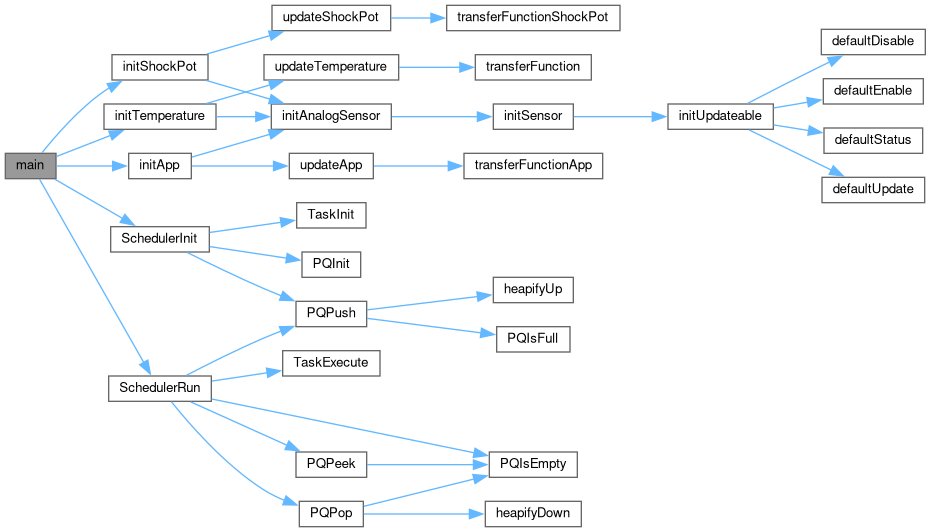 main
initShockPot
initTemperature
initApp
SchedulerInit
SchedulerRun
updateShockPot
updateTemperature
initAnalogSensor
updateApp
TaskInit
PQInit
PQPush
TaskExecute
PQPeek
PQPop
transferFunctionShockPot
transferFunction
initSensor
transferFunctionApp
heapifyUp
PQIsFull
PQIsEmpty
heapifyDown
initUpdateable
defaultDisable
defaultEnable
defaultStatus
defaultUpdate